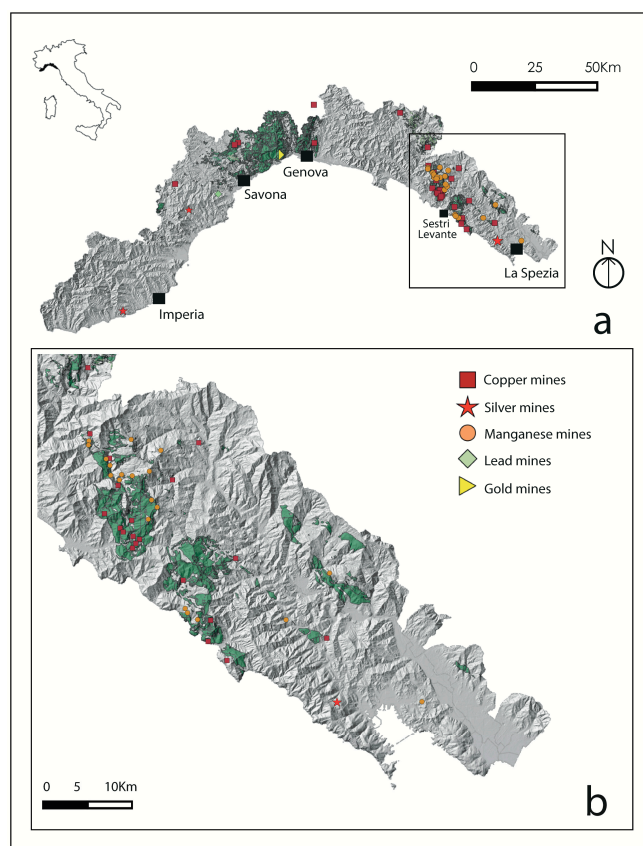 0 25 50Km
Genova
Savona
Sestri
Levante
La Spezia
N
Imperia
a
Copper mines
Silver mines
Manganese mines
Lead mines
Gold mines
0 5 10Km
b